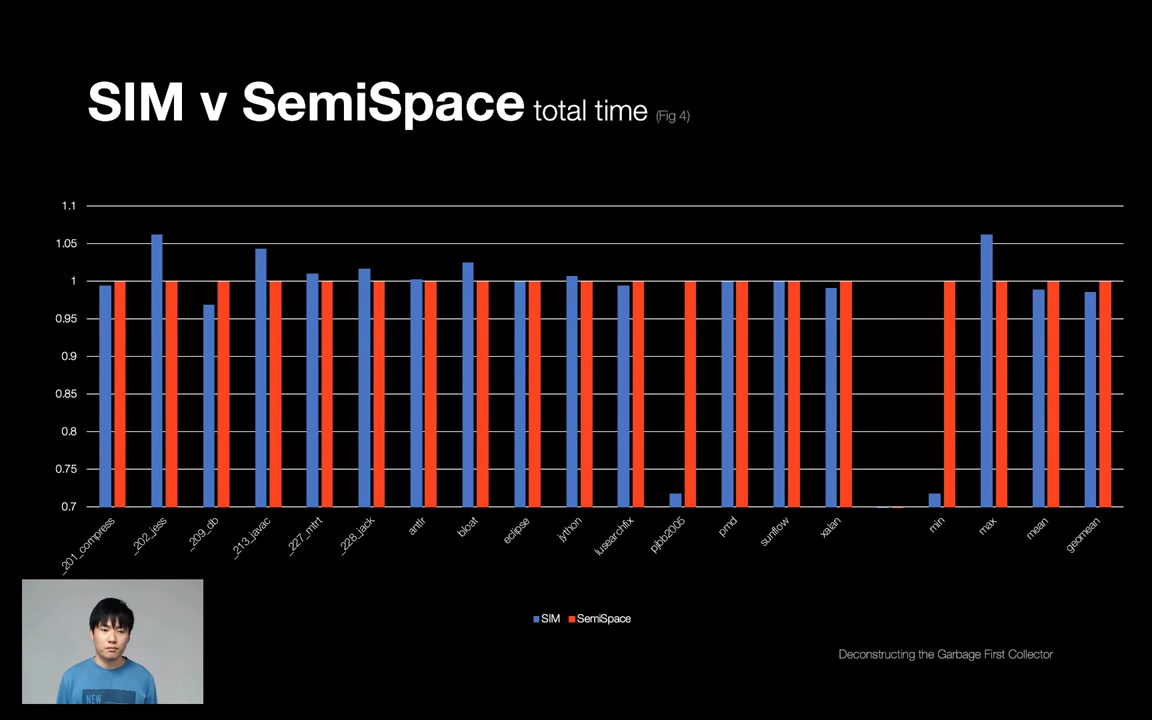 SIM v SemiSpace total time (Fig 4)
1.1
1.05
1
0.95
0.9
0.85
0.8
0.75
0.7
_201_compress
_202_jess
_209_db
_213_javac
_227_mtrt
_228_jack
antlr
bloat
eclipse
jython
lusearchfix
pjbb2005
pmd
sunflow
xalan
min
max
mean
geomean
SIM SemiSpace
Deconstructing the Garbage First Collector
NEW